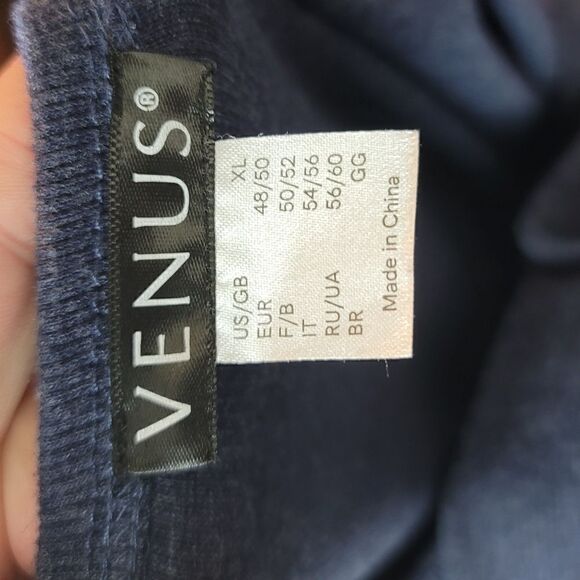 VENUS®
US/GB XL
EUR 48/50
F/B 50/52
IT 54/56
RU/UA 56/60
BR GG
Made in China